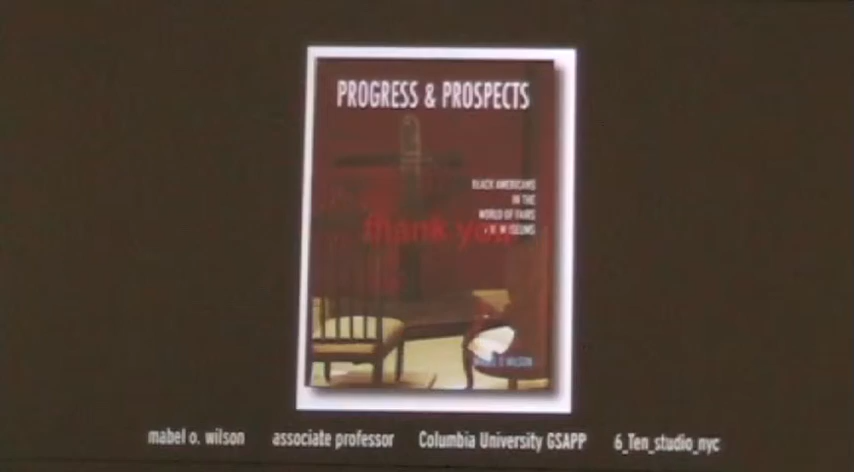 PROGRESS & PROSPECTS
BLACK AMERICANS
IN THE
WORLD OF FAIRS
thank you
O. WILSON
mabel o. wilson associate professor Columbia University GSAPP 6_Ten_studio_nyc